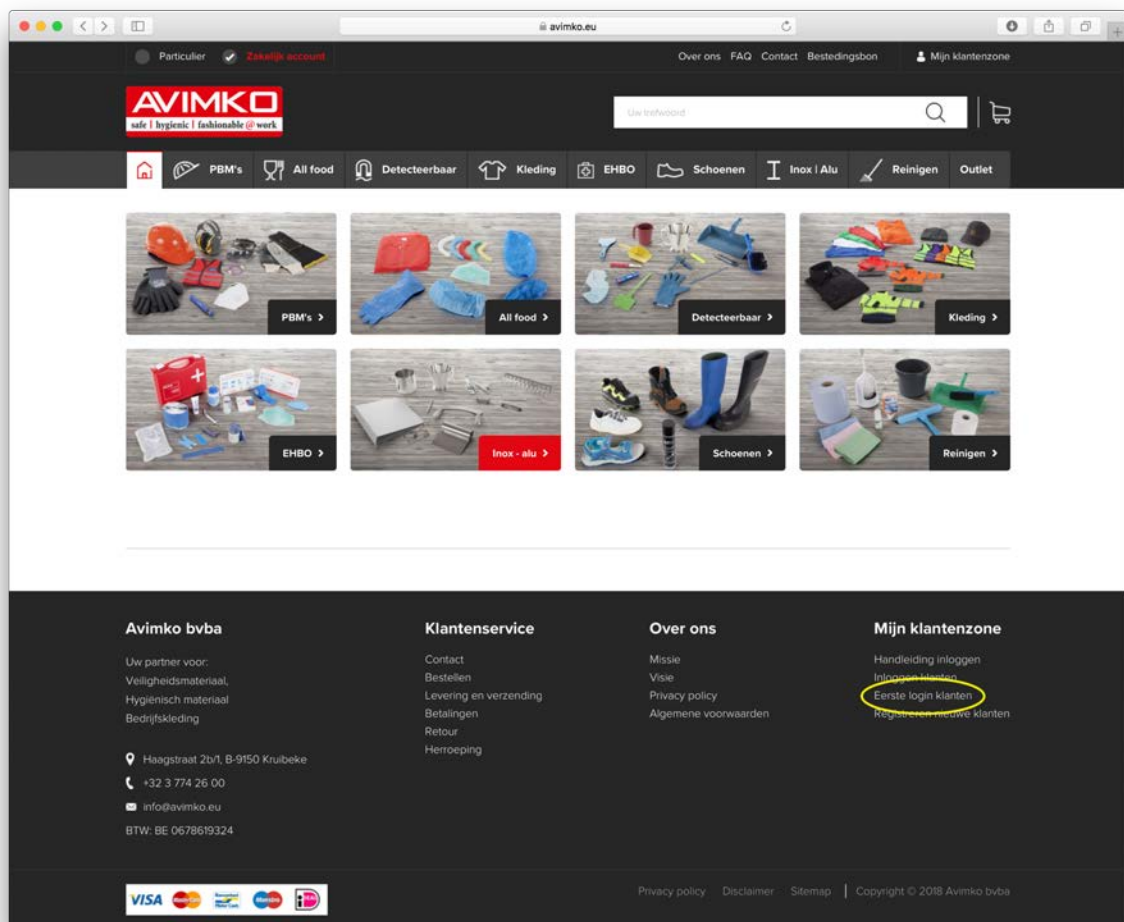 avimko.eu
Particulier Zakelijk account Over ons FAQ Contact Bestedingsbon Mijn klantenzone
AVIMKO
safe | hygienic | fashionable @ work
Uw trefwoord
PBM's All food Detecteerbaar Kleding EHBO Schoenen Inox | Alu Reinigen Outlet
PBM's All food Detecteerbaar Kleding
EHBO Inox - alu Schoenen Reinigen
Avimko bvba
Uw partner voor:
Veiligheidsmateriaal,
Hygiënisch materiaal
Bedrijfskleding
Haagstraat 2b/1, B-9150 Kruibeke
+32 3 774 26 00
info@avimko.eu
BTW: BE 0678619324
Klantenservice
Contact
Bestellen
Levering en verzending
Betalingen
Retour
Herroeping
Over ons
Missie
Visie
Privacy policy
Algemene voorwaarden
Mijn klantenzone
Handleiding inloggen
Inloggen klanten
Eerste login klanten
Registreren nieuwe klanten
VISA MasterCard Maestro iDEAL
Privacy policy Disclaimer Sitemap | Copyright © 2018 Avimko bvba